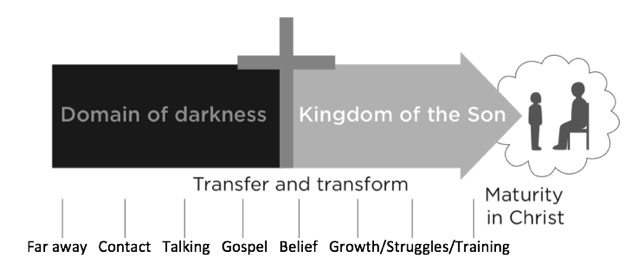 Domain of darkness
Kingdom of the Son
Transfer and transform
Maturity
in Christ
Far away Contact Talking Gospel Belief Growth/Struggles/Training